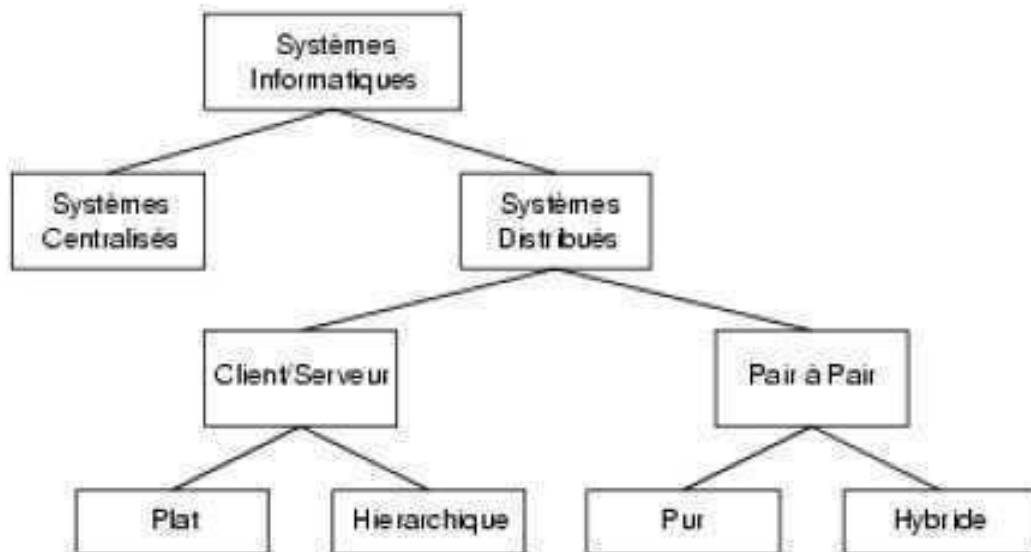 Systèmes
Informatiques
Systèmes
Centralisés
Systèmes
Distribués
Client/Serveur
Pair à Pair
Plat
Hierarchique
Pur
Hybride